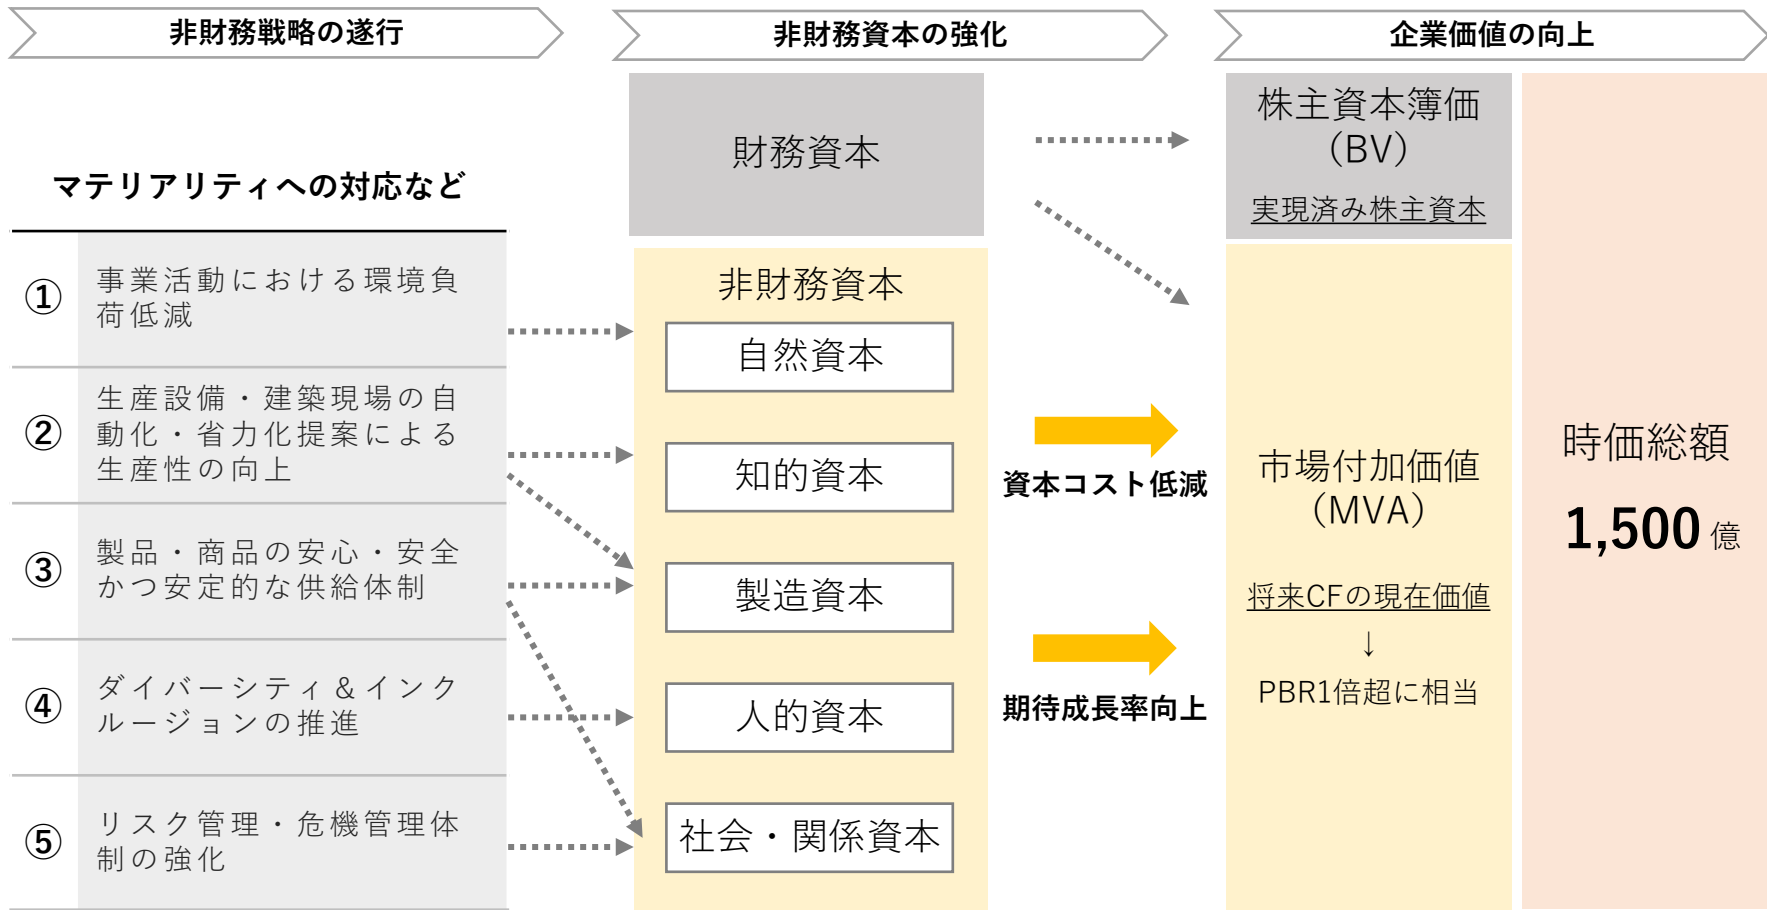 非財務戦略の遂行
非財務資本の強化
企業価値の向上
マテリアリティへの対応など
①
事業活動における環境負
荷低減
②
生産設備・建築現場の自
動化・省力化提案による
生産性の向上
③
製品・商品の安心・安全
かつ安定的な供給体制
④
ダイバーシティ＆インク
ルージョンの推進
⑤
リスク管理・危機管理体
制の強化
財務資本
非財務資本
自然資本
知的資本
製造資本
人的資本
社会・関係資本
資本コスト低減
期待成長率向上
株主資本簿価
（BV）
実現済み株主資本
市場付加価値
（MVA）
将来CFの現在価値
↓
PBR1倍超に相当
時価総額
1,500 億